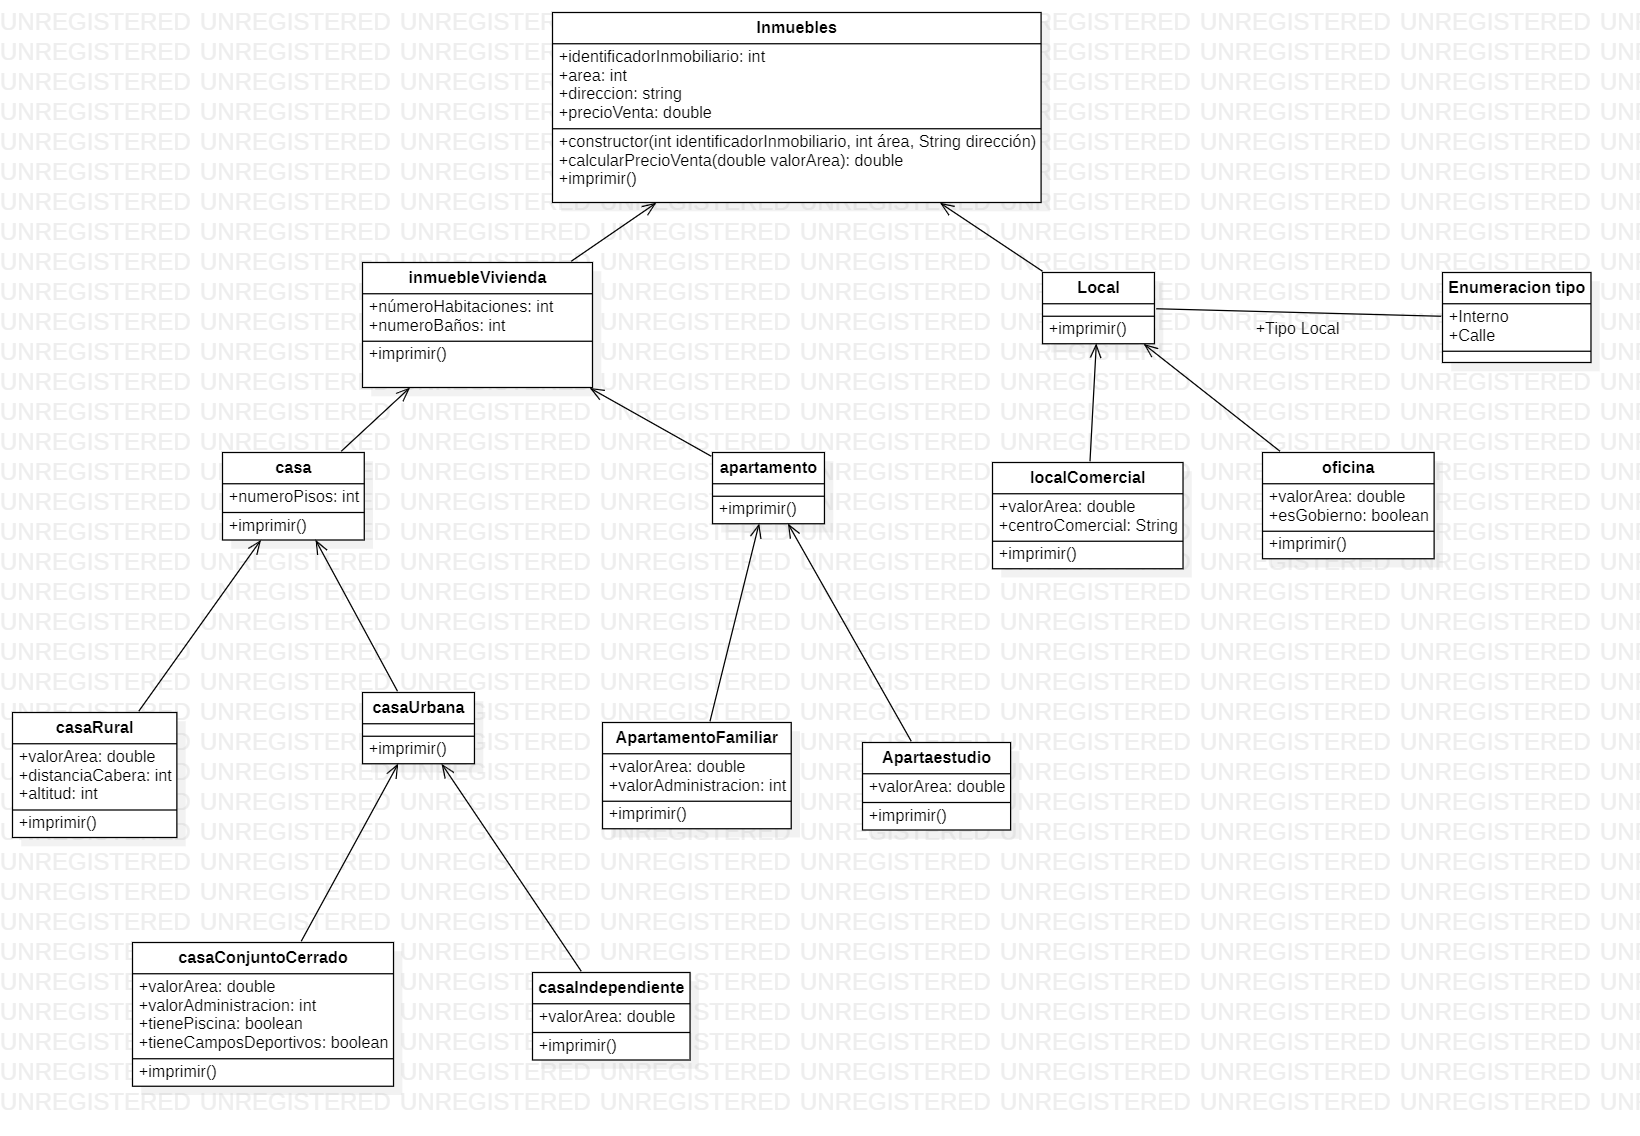 Inmuebles
+identificadorInmobiliario: int
+area: int
+direccion: string
+precioVenta: double
+constructor(int identificadorInmobiliario, int área, String dirección)
+calcularPrecioVenta(double valorArea): double
+imprimir()
inmuebleVivienda
+númeroHabitaciones: int
+numeroBaños: int
+imprimir()
Local
+imprimir()
+Tipo Local
Enumeracion tipo
+Interno
+Calle
casa
+numeroPisos: int
+imprimir()
apartamento
+imprimir()
localComercial
+valorArea: double
+centroComercial: String
+imprimir()
oficina
+valorArea: double
+esGobierno: boolean
+imprimir()
casaRural
+valorArea: double
+distanciaCabera: int
+altitud: int
+imprimir()
casaUrbana
+imprimir()
ApartamentoFamiliar
+valorArea: double
+valorAdministracion: int
+imprimir()
Apartaestudio
+valorArea: double
+imprimir()
casaConjuntoCerrado
+valorArea: double
+valorAdministracion: int
+tienePiscina: boolean
+tieneCamposDeportivos: boolean
+imprimir()
casaIndependiente
+valorArea: double
+imprimir()
UNREGISTERED